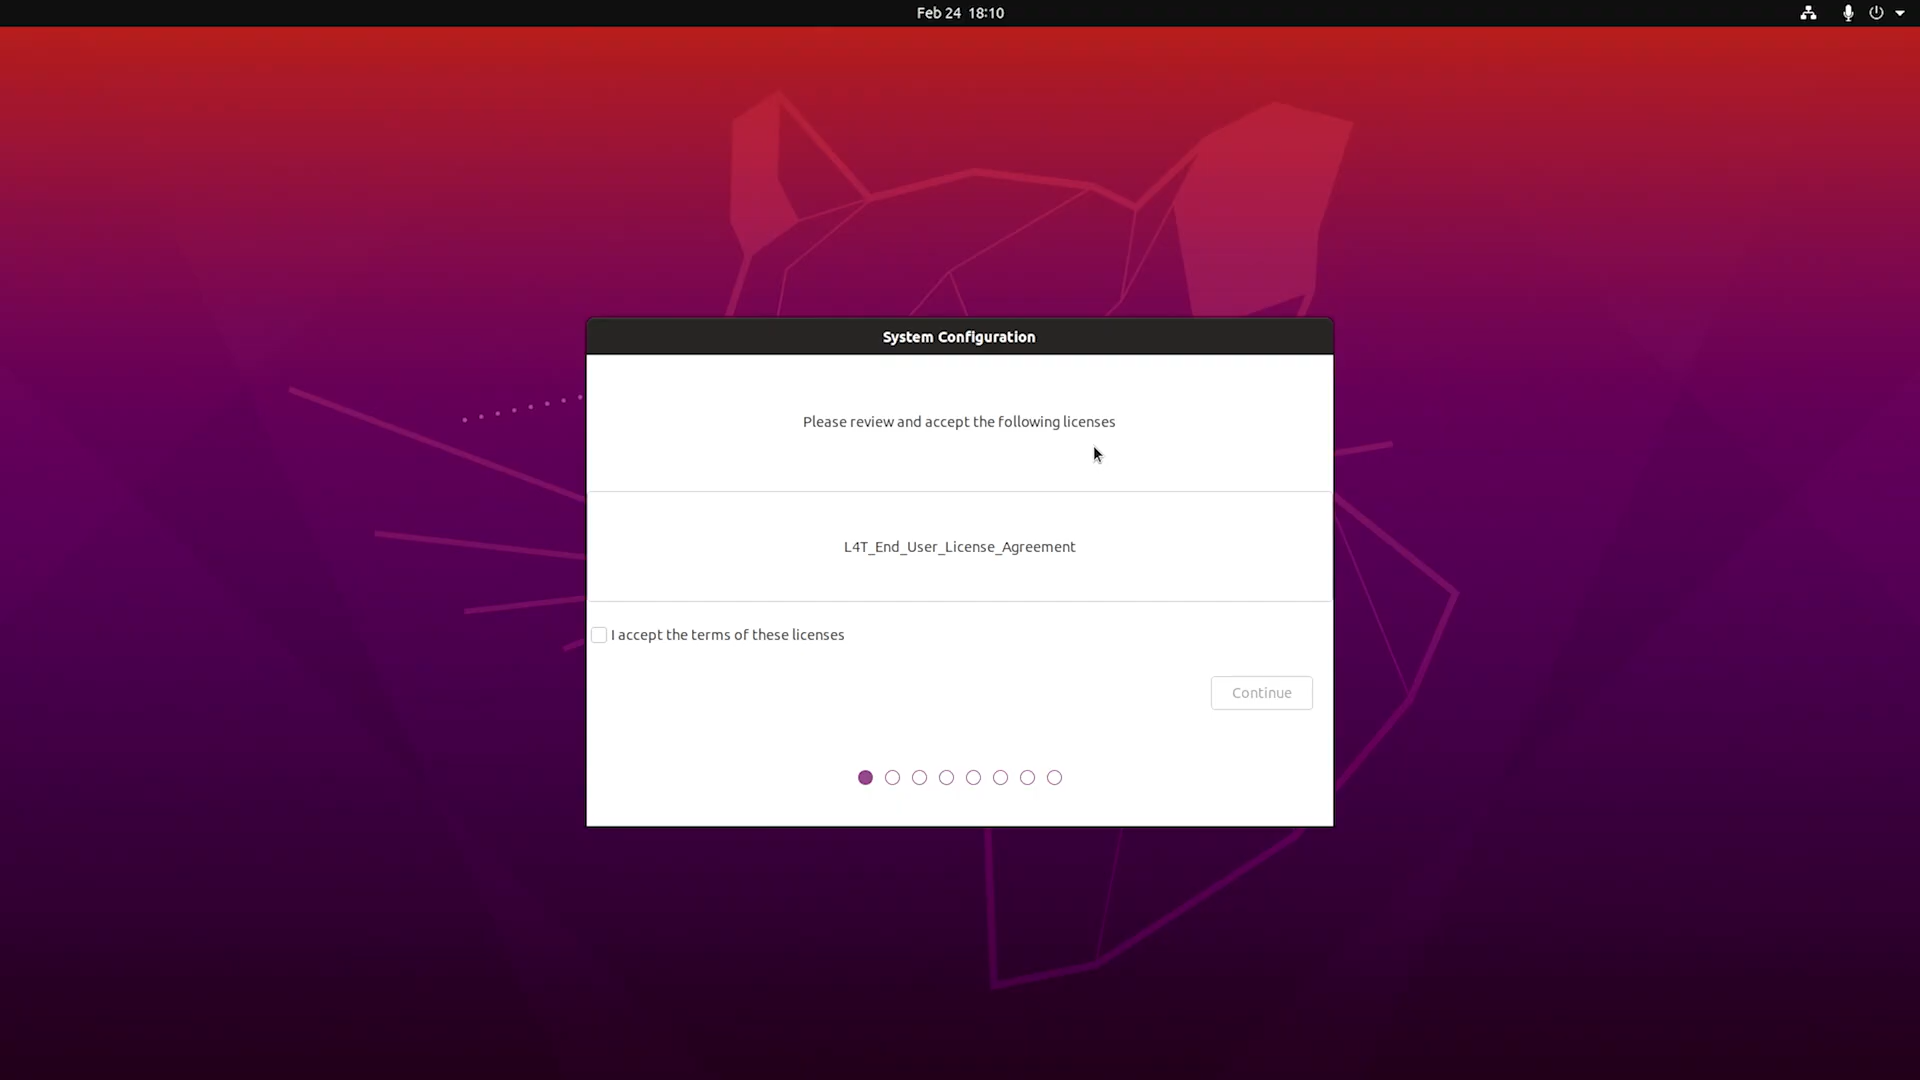 Feb 24 18:10
System Configuration
Please review and accept the following licenses
L4T_End_User_License_Agreement
I accept the terms of these licenses
Continue